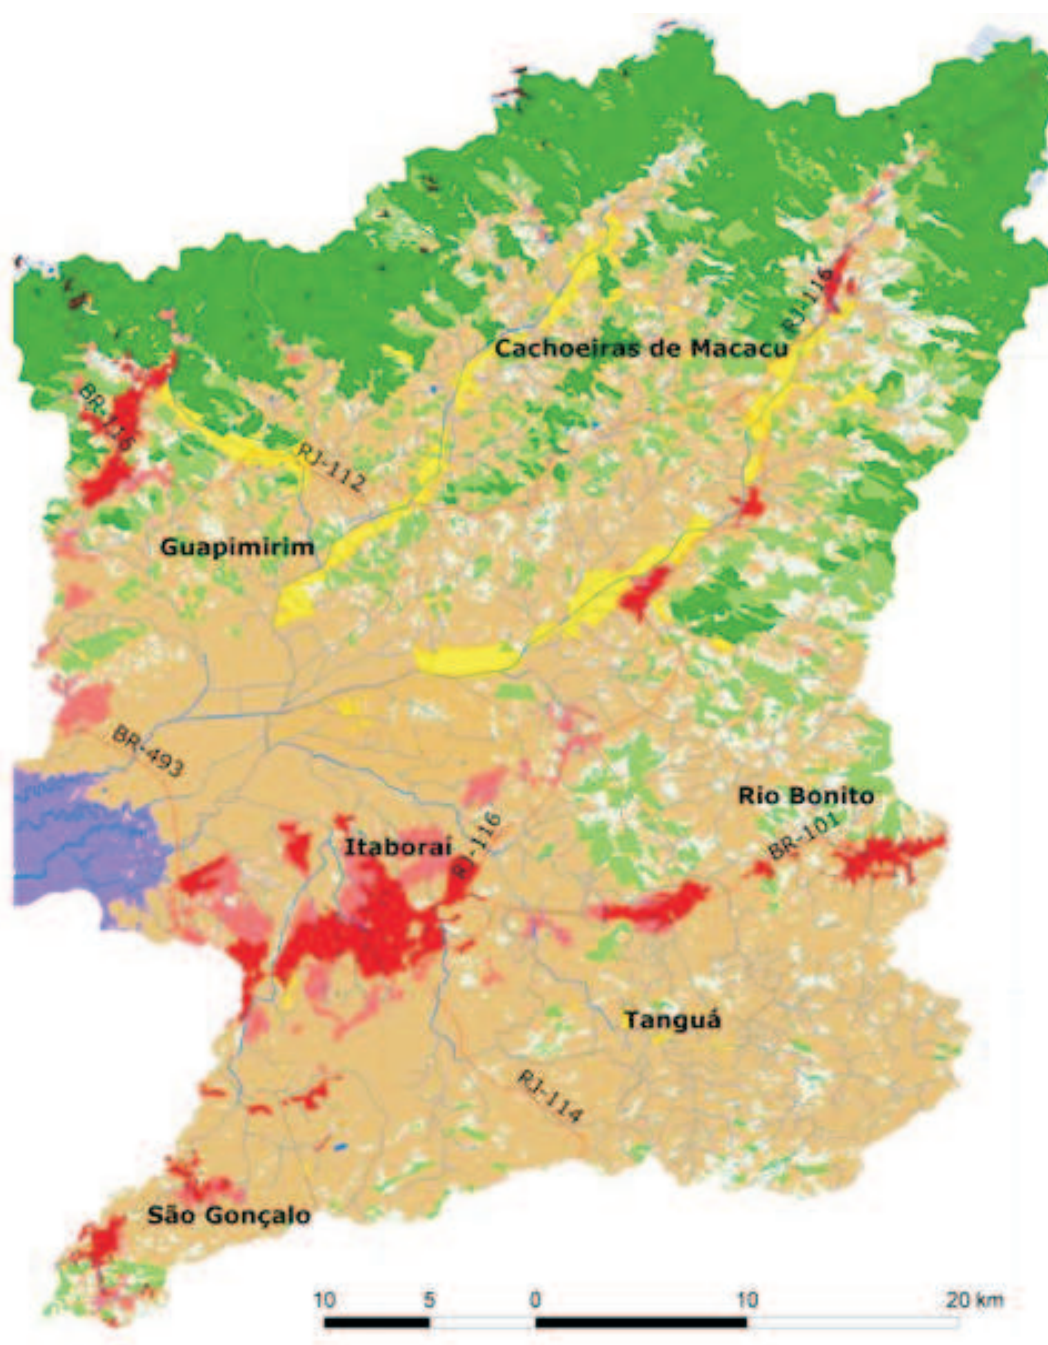 RJ-116
Cachoeiras de Macacu
BR-116
RJ-112
Guapimirim
BR-493
Rio Bonito
BR-101
Itaboraí
RJ-116
Tanguá
RJ-114
São Gonçalo
10 5 0 10 20 km